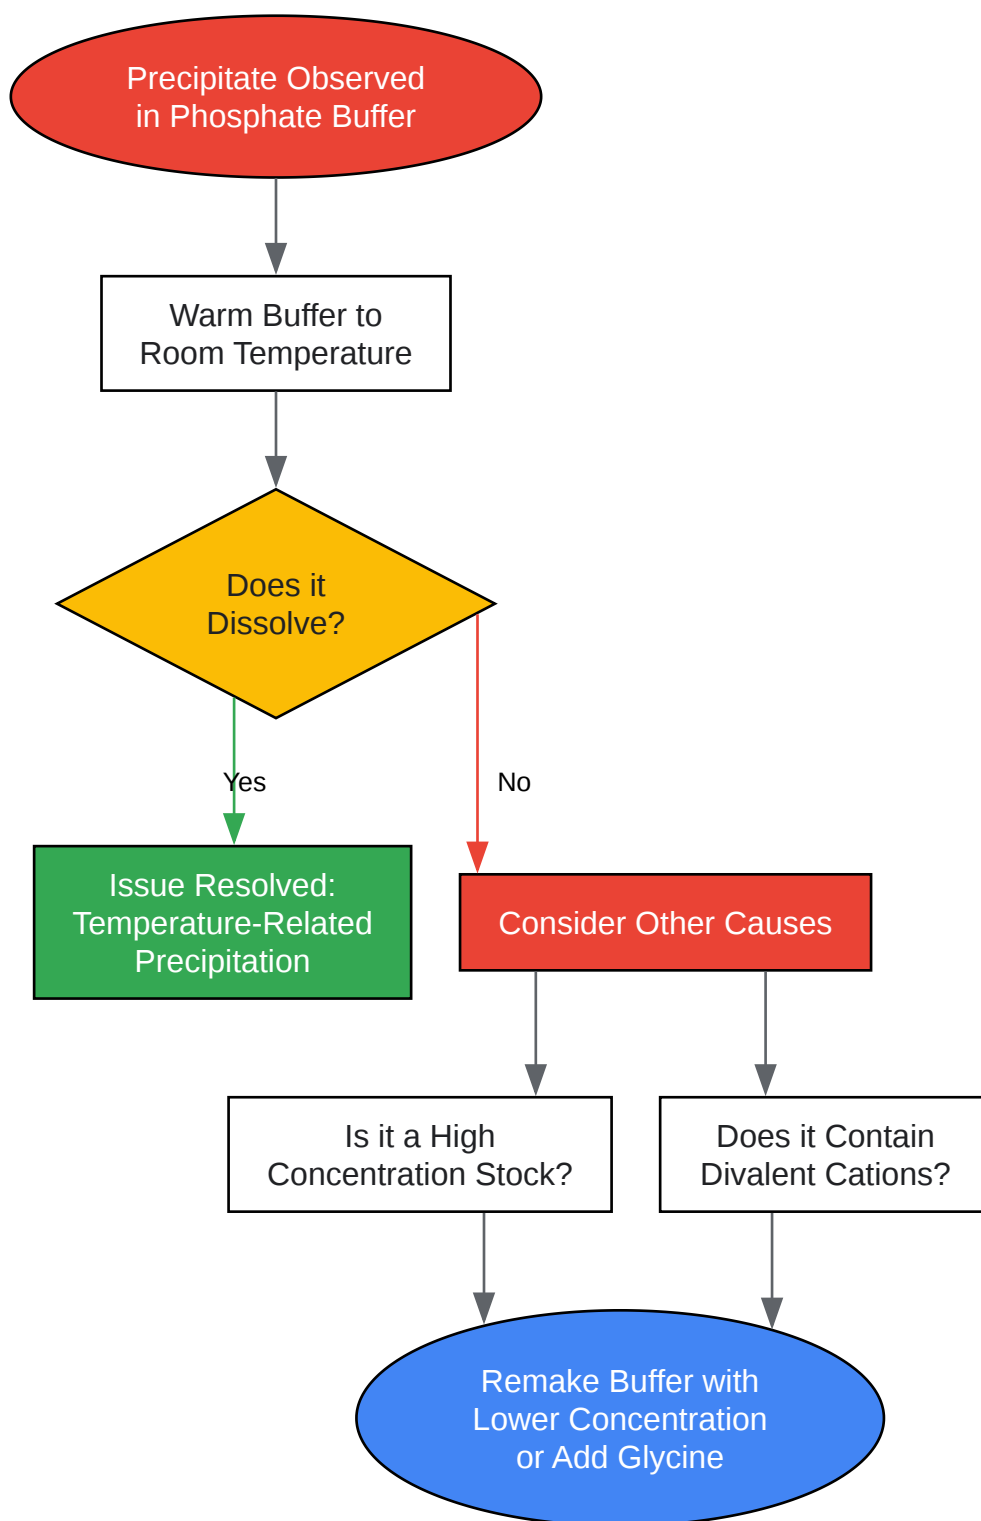 Precipitate Observed
in Phosphate Buffer
Warm Buffer to
Room Temperature
Does it
Dissolve?
Yes
No
Issue Resolved:
Temperature-Related
Precipitation
Consider Other Causes
Is it a High
Concentration Stock?
Does it Contain
Divalent Cations?
Remake Buffer with
Lower Concentration
or Add Glycine